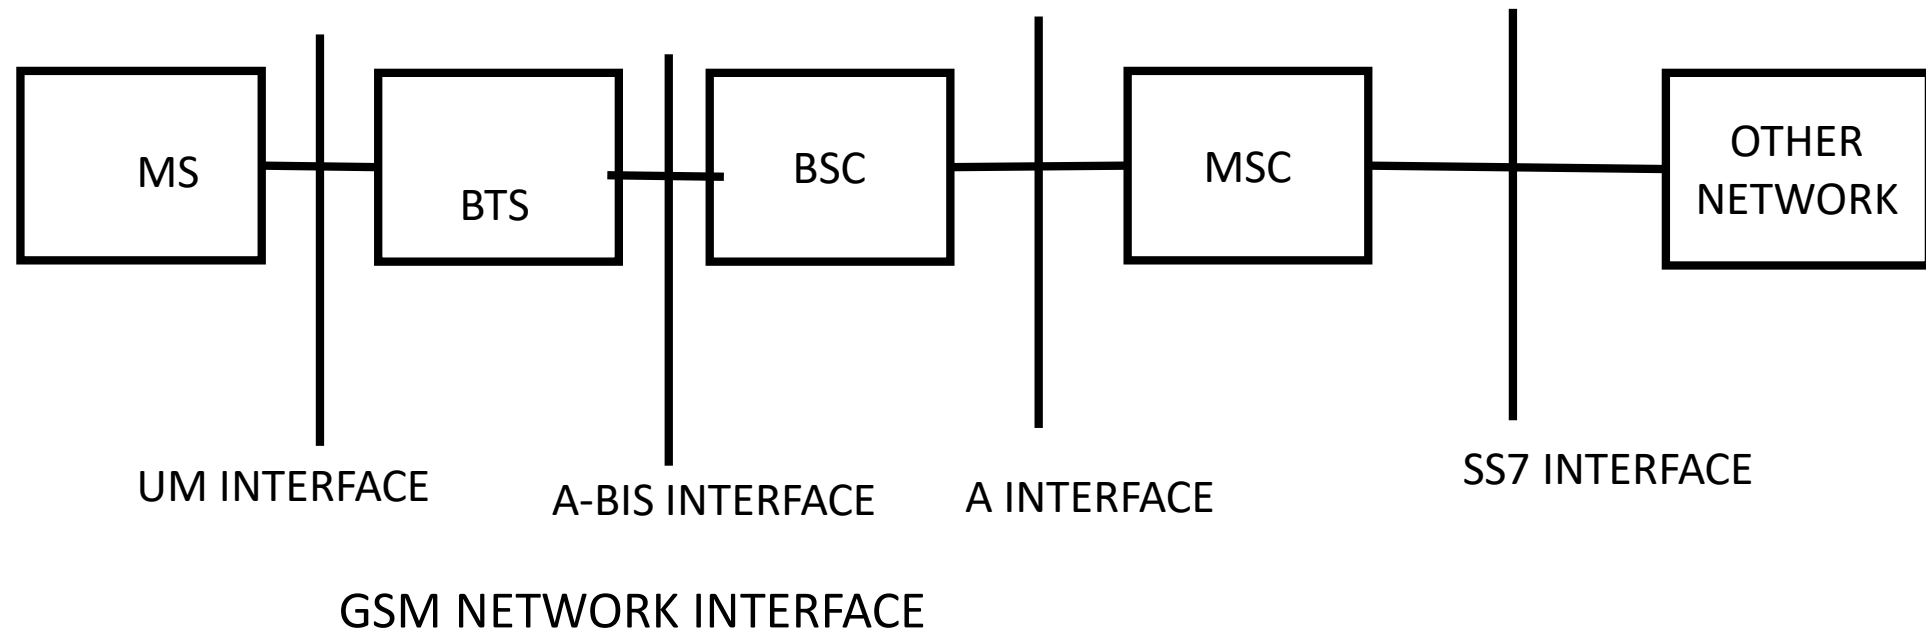 MS
BTS
BSC
MSC
OTHER
NETWORK
UM INTERFACE
A-BIS INTERFACE
A INTERFACE
SS7 INTERFACE
GSM NETWORK INTERFACE